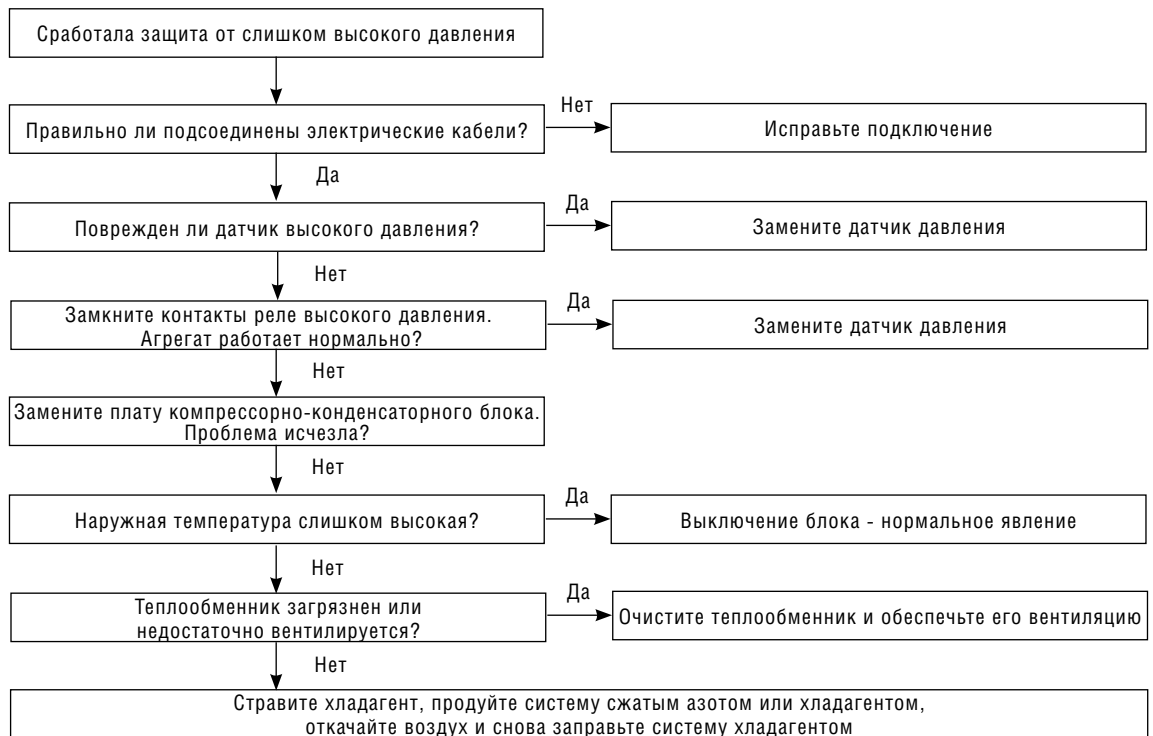 Сработала защита от слишком высокого давления
Правильно ли подсоединены электрические кабели?
Нет
Исправьте подключение
Да
Поврежден ли датчик высокого давления?
Да
Замените датчик давления
Нет
Замкните контакты реле высокого давления.
Агрегат работает нормально?
Да
Замените датчик давления
Нет
Замените плату компрессорно-конденсаторного блока.
Проблема исчезла?
Нет
Наружная температура слишком высокая?
Да
Выключение блока - нормальное явление
Нет
Теплообменник загрязнен или
недостаточно вентилируется?
Да
Очистите теплообменник и обеспечьте его вентиляцию
Нет
Стравите хладагент, продуйте систему сжатым азотом или хладагентом,
откачайте воздух и снова заправьте систему хладагентом